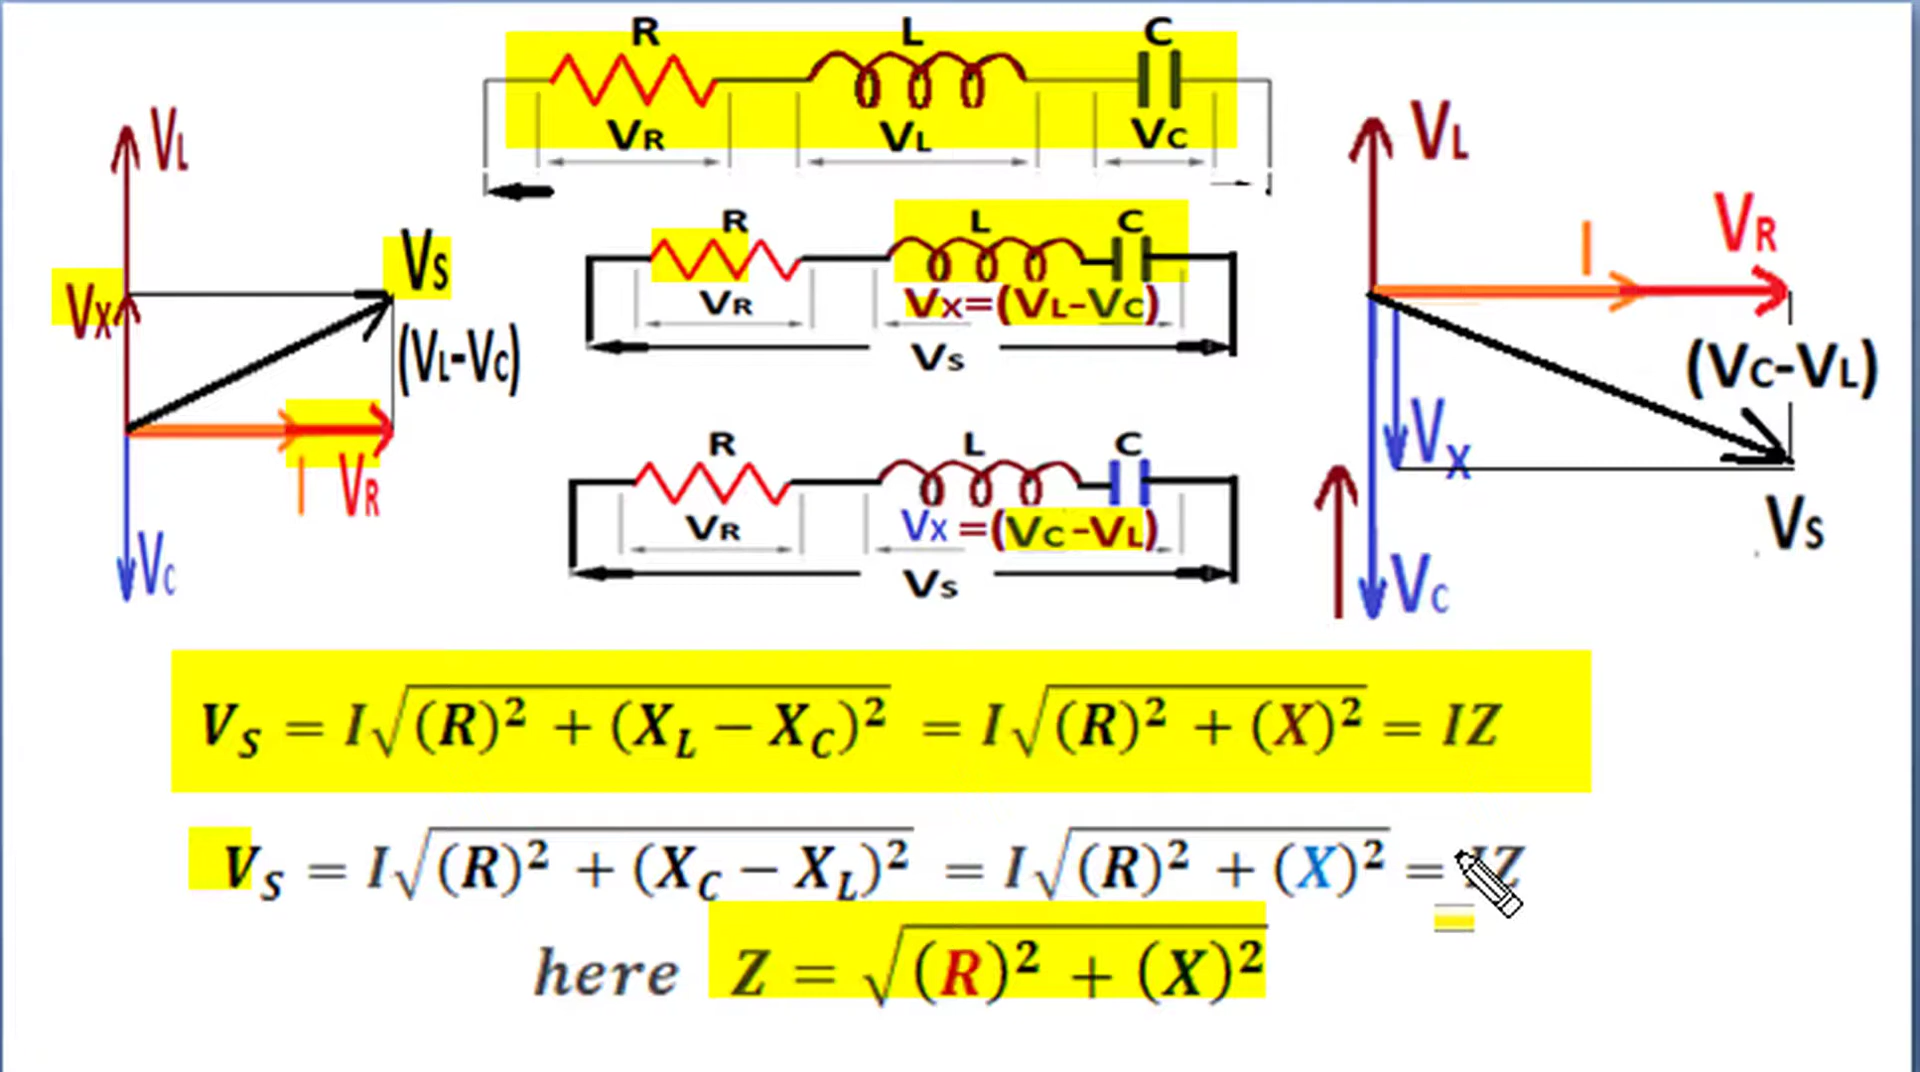 R L C
VR VL VC
R L C
VR VX=(VL-VC)
VS
R L C
VR VX =(VC -VL)
VS
VL
VX
VS
(VL-VC)
I VR
VC
VL
I VR
(VC-VL)
VX
VS
VC
VS = I√(R)² + (XL − XC)² = I√(R)² + (X)² = IZ
VS = I√(R)² + (XC − XL)² = I√(R)² + (X)² = IZ
here Z = √(R)² + (X)²